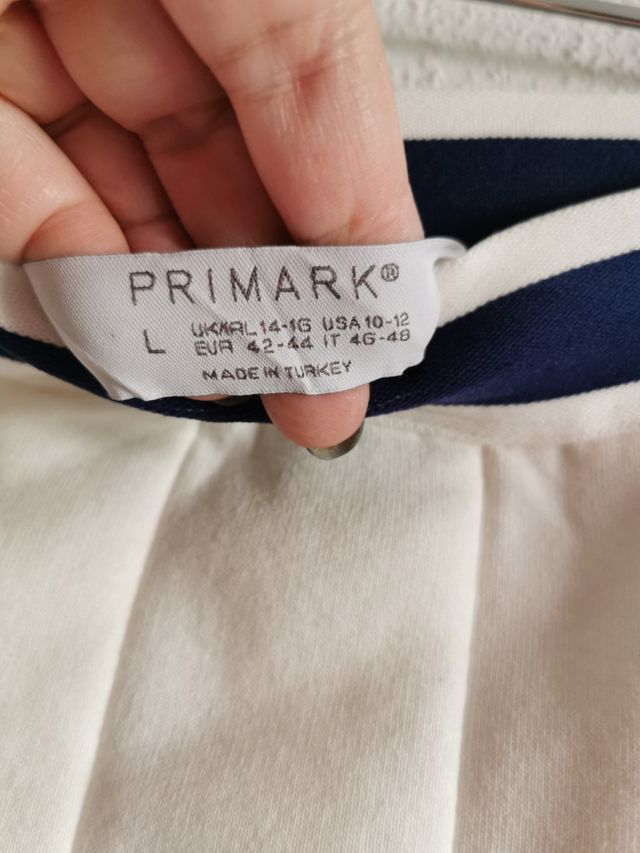 PRIMARK®
L UK/IRL 14-16 USA 10-12
EUR 42-44 IT 46-48
MADE IN TURKEY